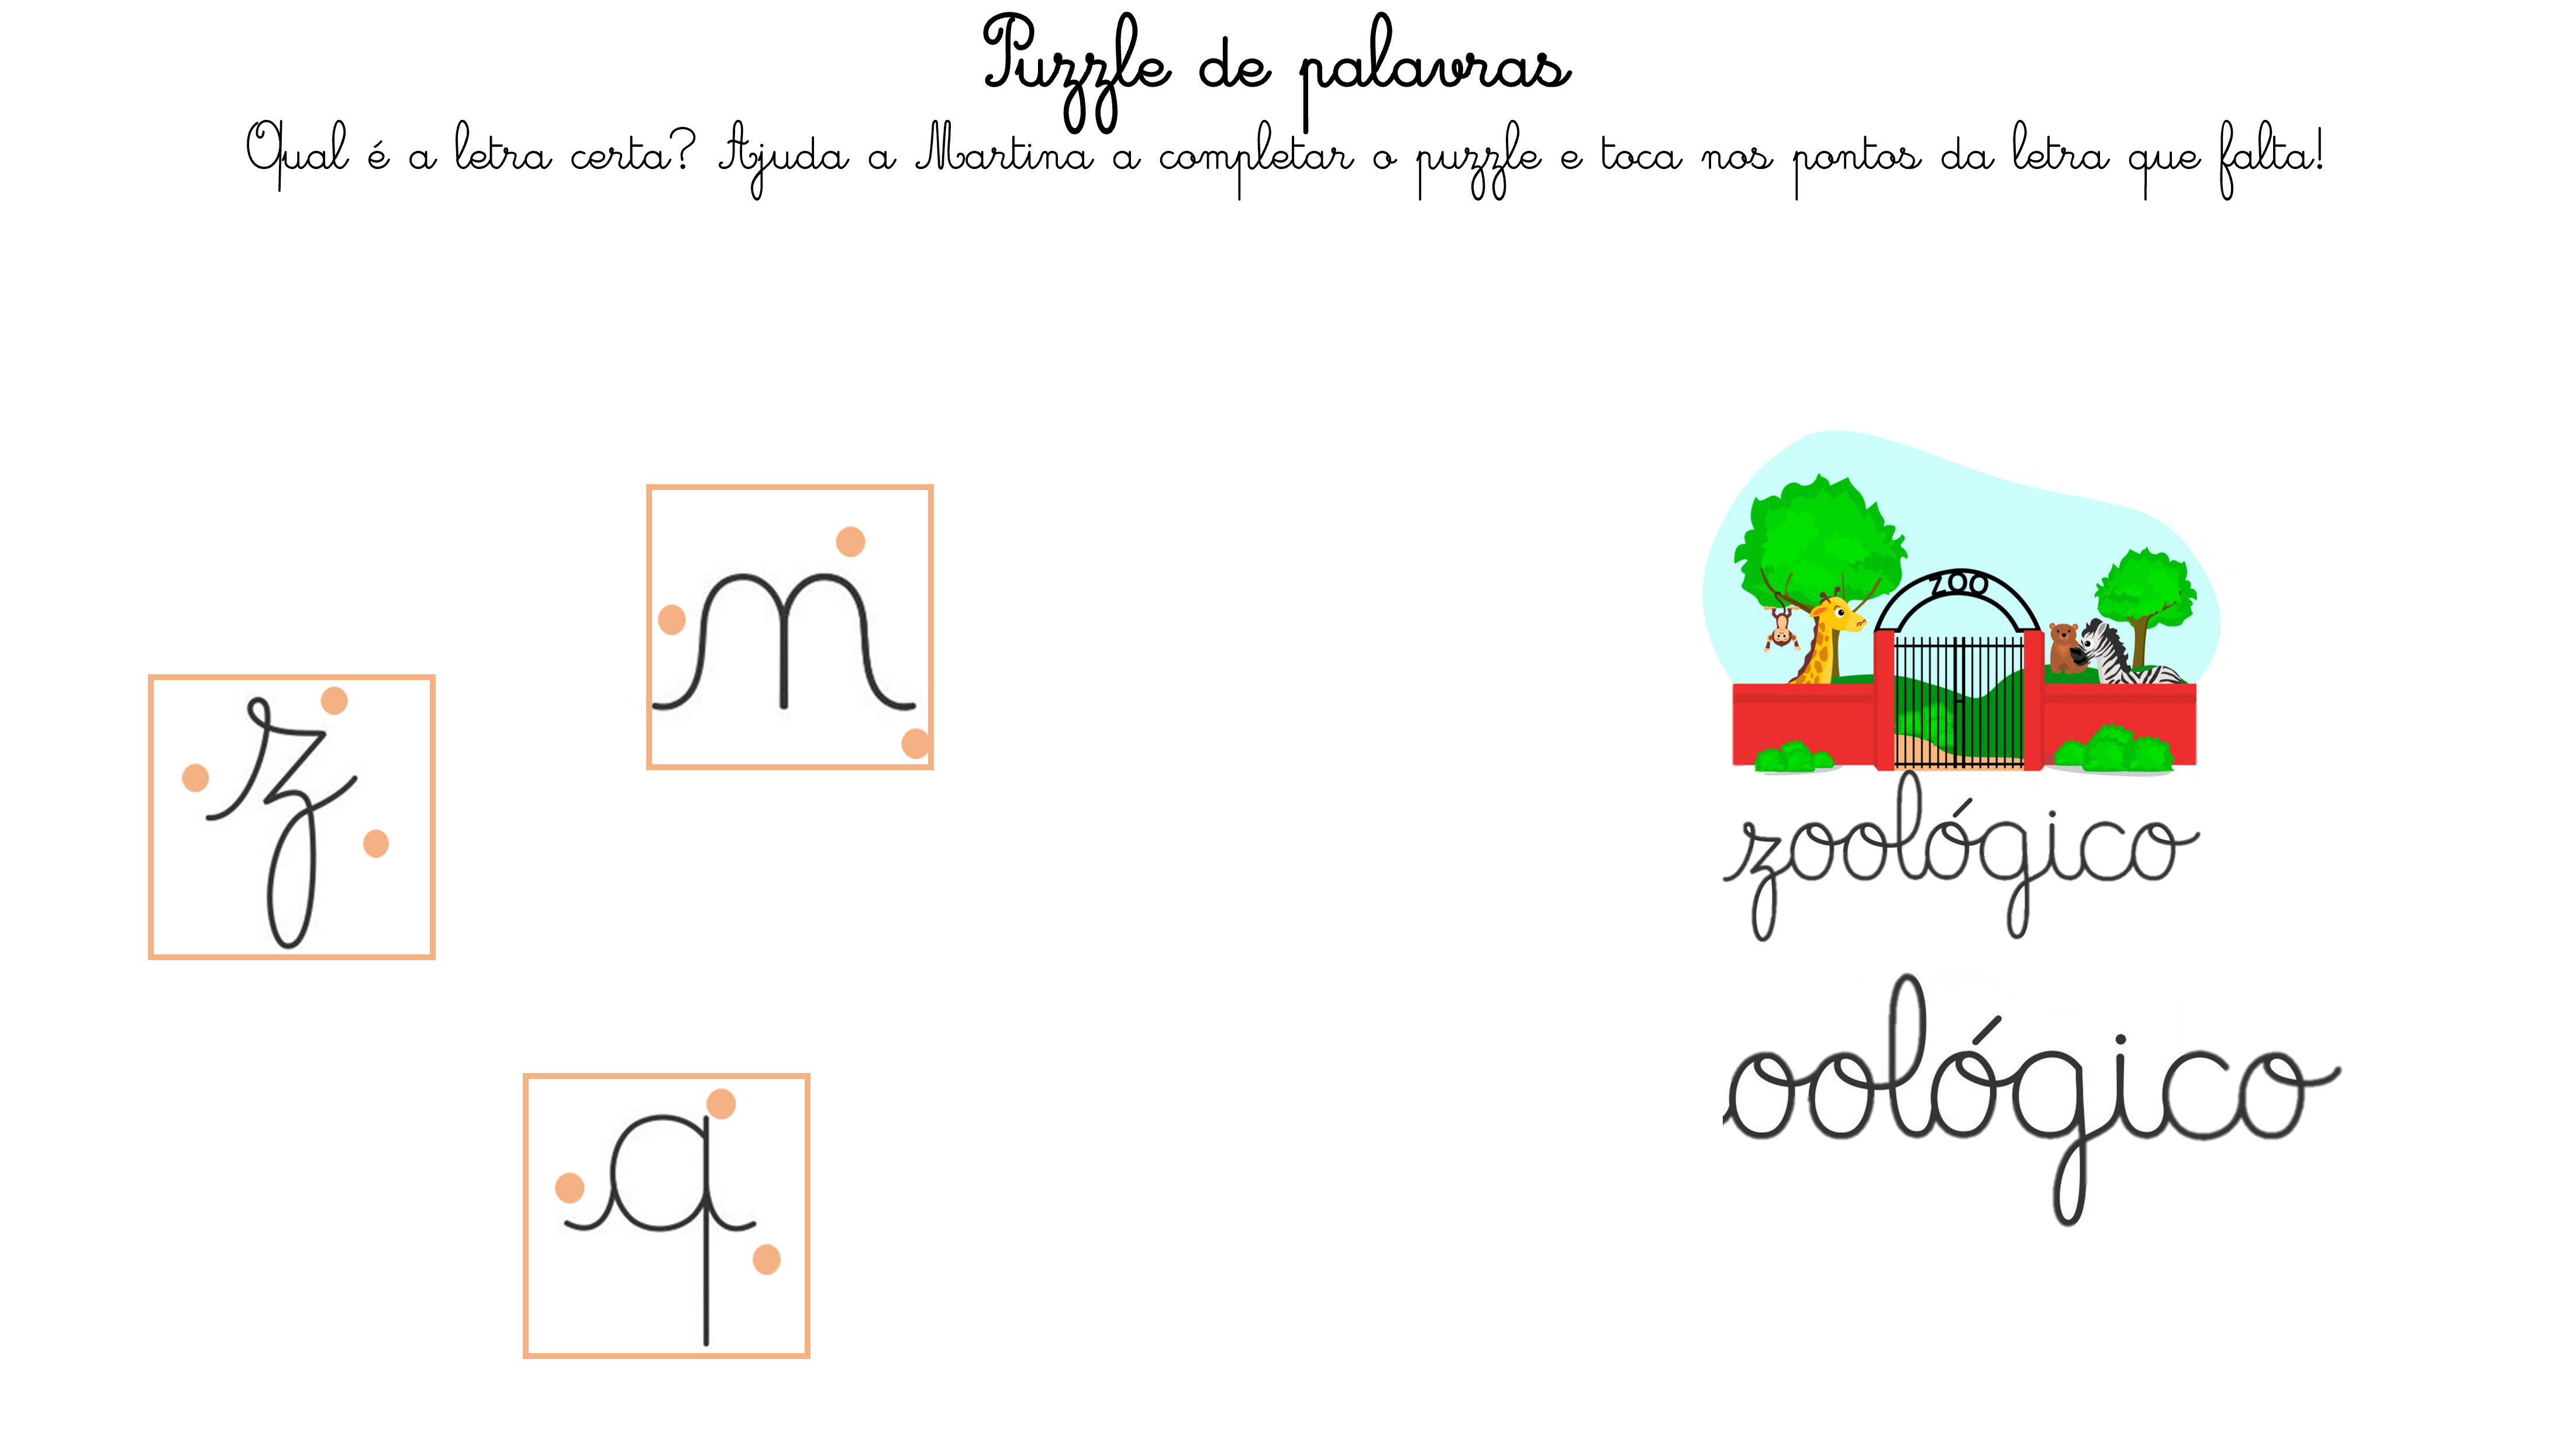 Puzzle de palavras
Qual é a letra certa? Ajuda a Martina a completar o puzzle e toca nos pontos da letra que falta!
m
ZOO
z
zoológico
oológico
q